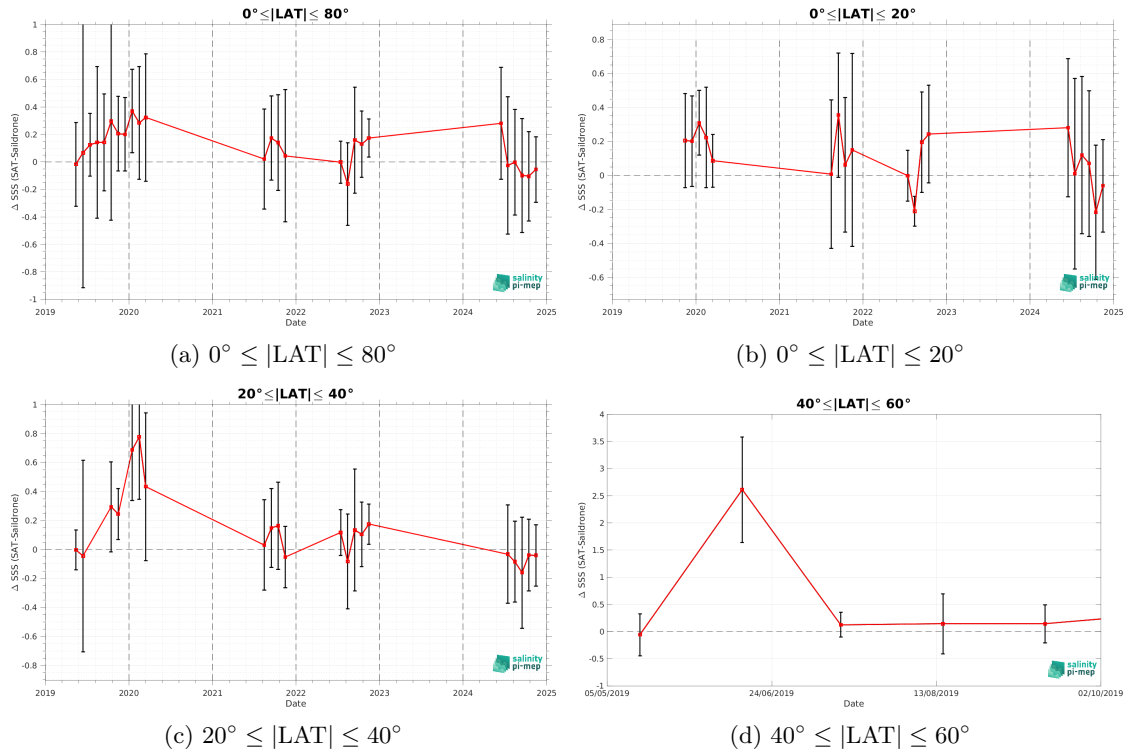 0°≤|LAT|≤ 80°
Δ SSS (SAT-Saildrone)
1
0.8
0.6
0.4
0.2
0
-0.2
-0.4
-0.6
-0.8
-1
2019 2020 2021 2022 2023 2024 2025
Date
salinity
pi-mep
(a) 0° ≤ |LAT| ≤ 80°
0°≤|LAT|≤ 20°
Δ SSS (SAT-Saildrone)
0.8
0.6
0.4
0.2
0
-0.2
-0.4
-0.6
2019 2020 2021 2022 2023 2024 2025
Date
salinity
pi-mep
(b) 0° ≤ |LAT| ≤ 20°
20°≤|LAT|≤ 40°
Δ SSS (SAT-Saildrone)
1
0.8
0.6
0.4
0.2
0
-0.2
-0.4
-0.6
-0.8
2019 2020 2021 2022 2023 2024 2025
Date
salinity
pi-mep
(c) 20° ≤ |LAT| ≤ 40°
40°≤|LAT|≤ 60°
Δ SSS (SAT-Saildrone)
4
3.5
3
2.5
2
1.5
1
0.5
0
-0.5
-1
05/05/2019 24/06/2019 13/08/2019 02/10/2019
Date
salinity
pi-mep
(d) 40° ≤ |LAT| ≤ 60°